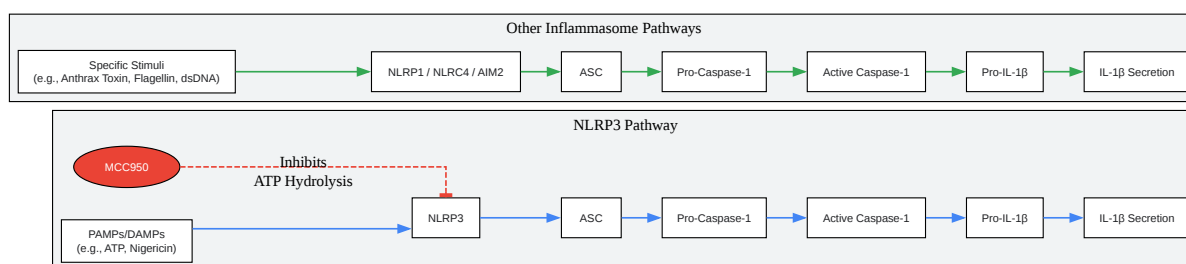 Other Inflammasome Pathways
Specific Stimuli
(e.g., Anthrax Toxin, Flagellin, dsDNA)
NLRP1 / NLRC4 / AIM2
ASC
Pro-Caspase-1
Active Caspase-1
Pro-IL-1β
IL-1β Secretion
NLRP3 Pathway
MCC950
Inhibits
ATP Hydrolysis
PAMPs/DAMPs
(e.g., ATP, Nigericin)
NLRP3
ASC
Pro-Caspase-1
Active Caspase-1
Pro-IL-1β
IL-1β Secretion